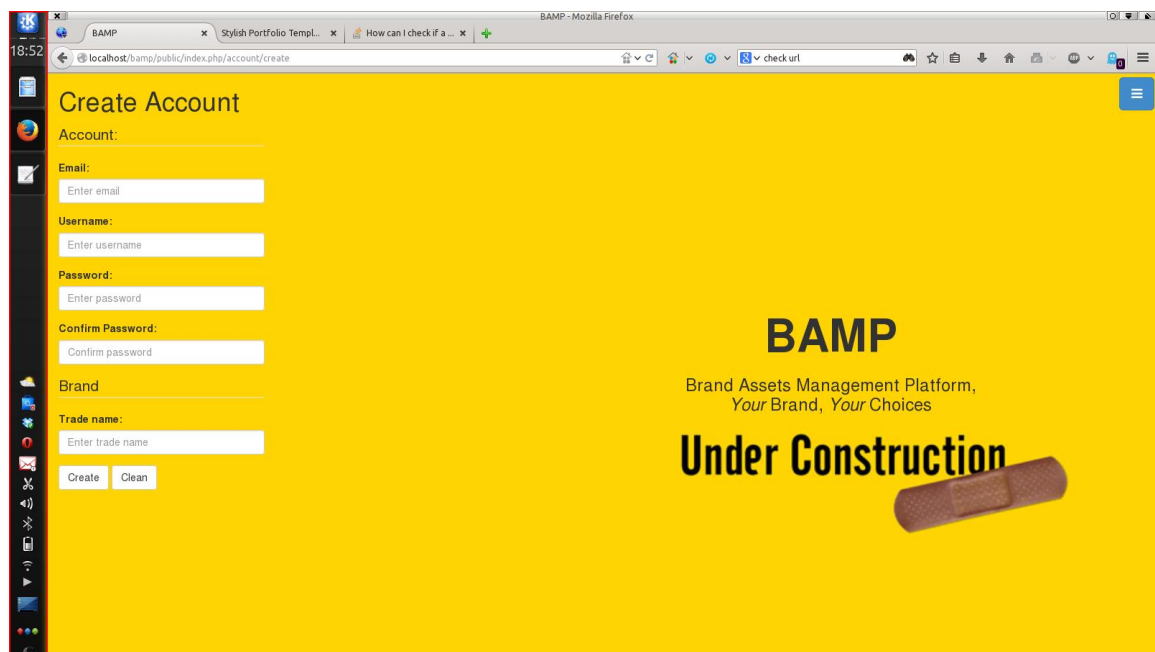 BAMP - Mozilla Firefox
BAMP
Stylish Portfolio Templ...
How can I check if a ...
18:52
localhost/bamp/public/index.php/account/create
check url
ABP
0
Create Account
Account:
Email:
Enter email
Username:
Enter username
Password:
Enter password
Confirm Password:
Confirm password
Brand
Trade name:
Enter trade name
Create Clean
BAMP
Brand Assets Management Platform,
Your Brand, Your Choices
Under Construction